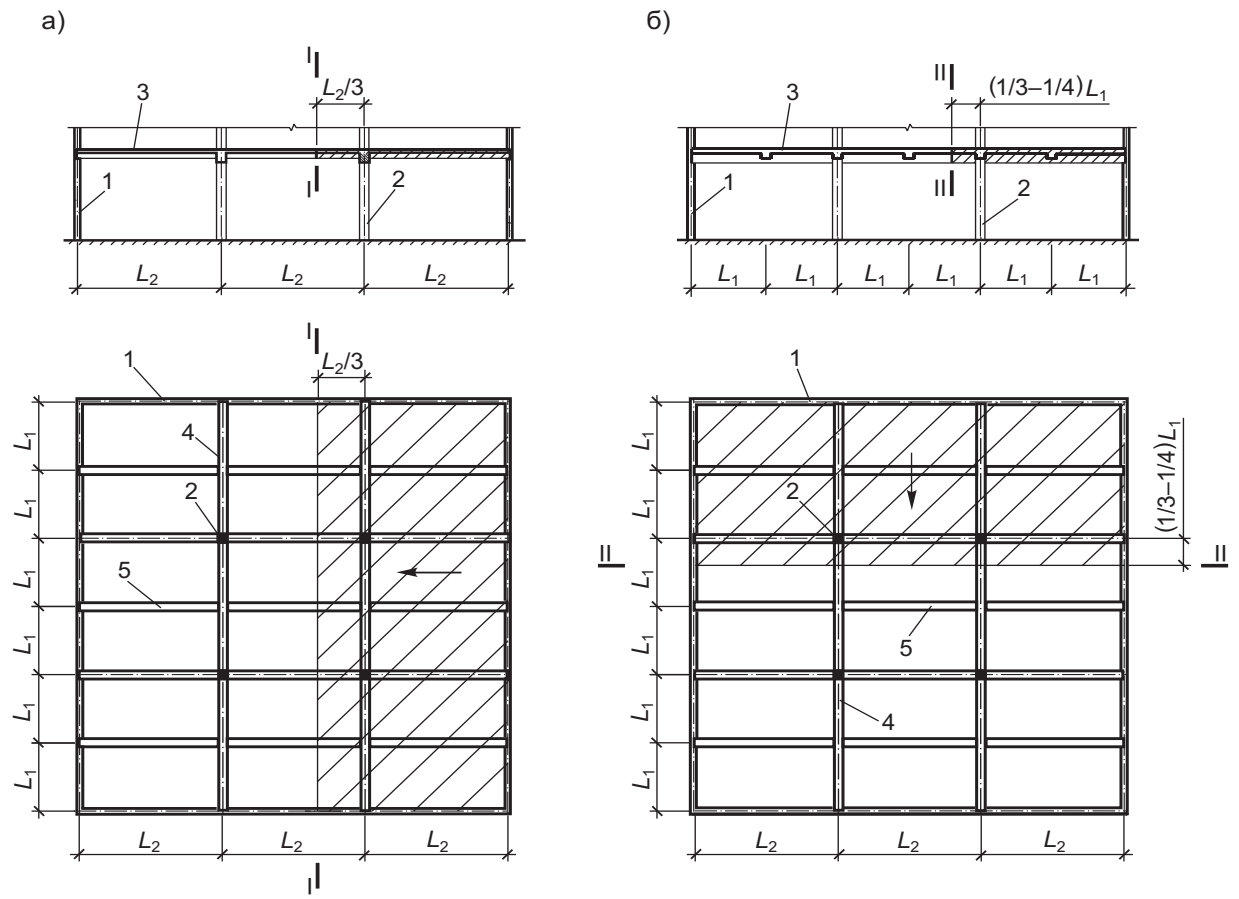 а)
I
L₂/3
3
1
I
2
L₂ L₂ L₂
I
L₂/3
1
4
2
5
L₁
L₁
L₁
L₁
L₁
L₁
L₂ L₂ L₂
I
б)
II
(1/3–1/4)L₁
3
1
II
2
L₁ L₁ L₁ L₁ L₁ L₁
1
2
(1/3–1/4)L₁
II II
5
4
L₁
L₁
L₁
L₁
L₁
L₁
L₂ L₂ L₂